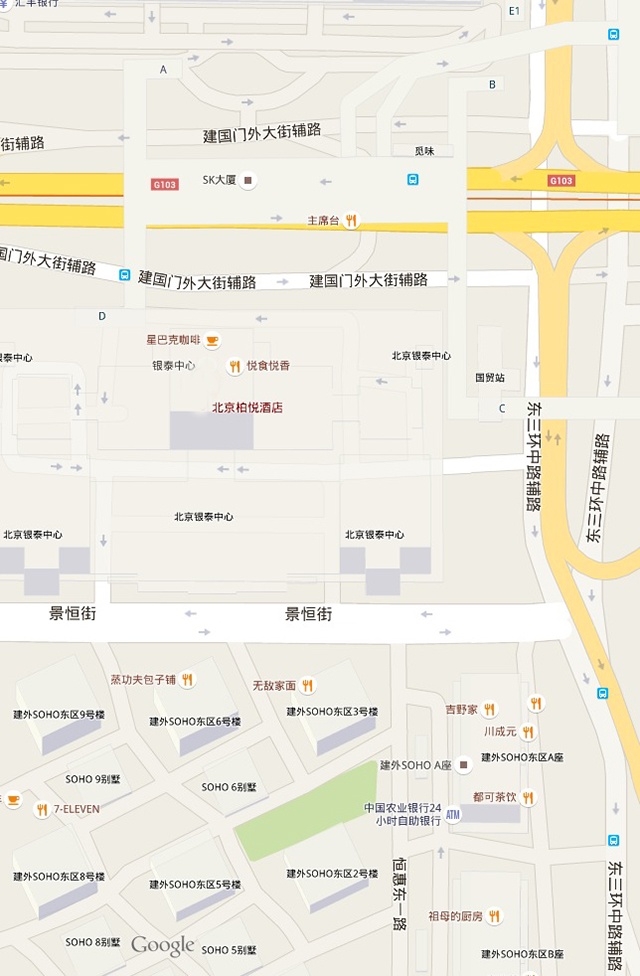 汇丰银行
E1
A
B
建国门外大街辅路
街辅路
觅味
G103
SK大厦
G103
主席台
国门外大街辅路
建国门外大街辅路
建国门外大街辅路
D
星巴克咖啡
银泰中心
银泰中心
悦食悦香
北京银泰中心
国贸站
北京柏悦酒店
C
东三环中路辅路
东三环中路辅路
北京银泰中心
北京银泰中心
北京银泰中心
景恒街
景恒街
蒸功夫包子铺
无敌家面
建外SOHO东区9号楼
建外SOHO东区6号楼
建外SOHO东区3号楼
吉野家
川成元
建外SOHO东区A座
建外SOHO A座
SOHO 9别墅
SOHO 6别墅
7-ELEVEN
都可茶饮
中国农业银行24
小时自助银行
ATM
建外SOHO东区8号楼
建外SOHO东区5号楼
建外SOHO东区2号楼
恒惠东一路
东三环中路辅路
祖母的厨房
SOHO 8别墅
Google
SOHO 5别墅
建外SOHO东区B座